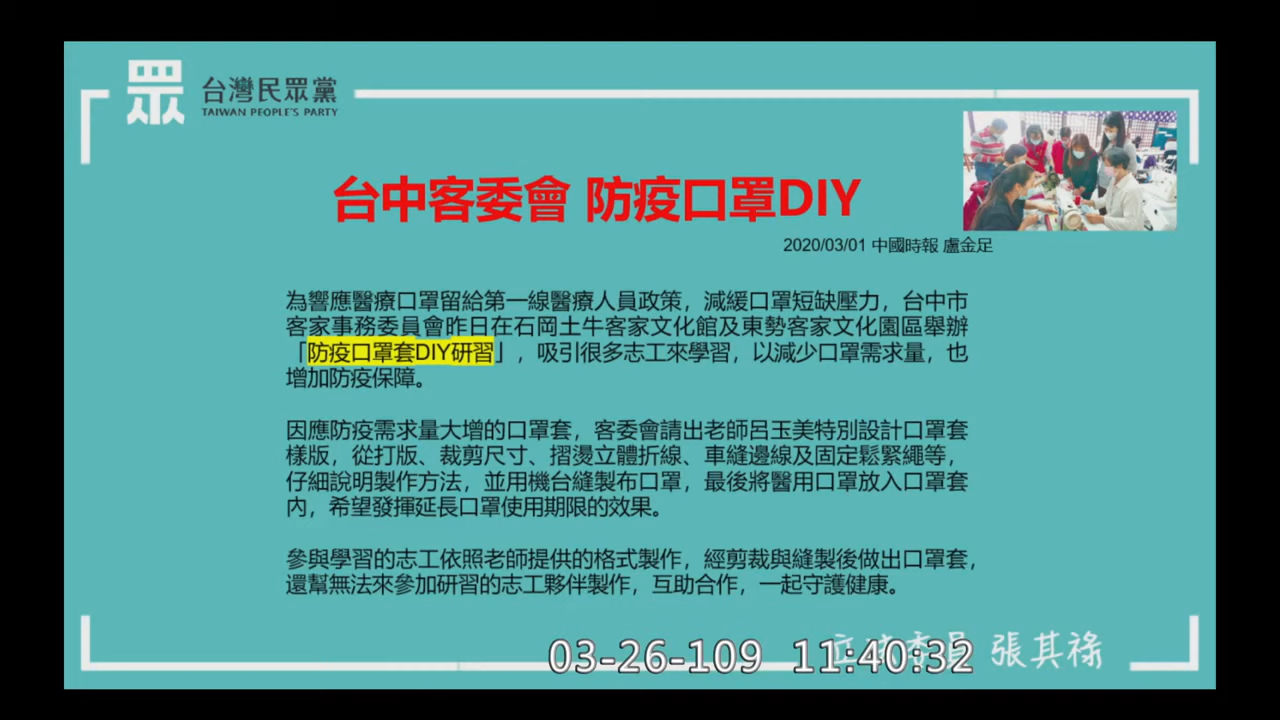 眾 台灣民眾黨
TAIWAN PEOPLE'S PARTY
台中客委會 防疫口罩DIY
2020/03/01 中國時報 盧金足
為響應醫療口罩留給第一線醫療人員政策，減緩口罩短缺壓力，台中市
客家事務委員會昨日在石岡土牛客家文化館及東勢客家文化園區舉辦
「防疫口罩套DIY研習」，吸引很多志工來學習，以減少口罩需求量，也
增加防疫保障。
因應防疫需求量大增的口罩套，客委會請出老師呂玉美特別設計口罩套
樣版，從打版、裁剪尺寸、摺燙立體折線、車縫邊線及固定鬆緊繩等，
仔細說明製作方法，並用機台縫製布口罩，最後將醫用口罩放入口罩套
內，希望發揮延長口罩使用期限的效果。
參與學習的志工依照老師提供的格式製作，經剪裁與縫製後做出口罩套，
還幫無法來參加研習的志工夥伴製作，互助合作，一起守護健康。
立法委員 張其祿
03-26-109 11:40:32